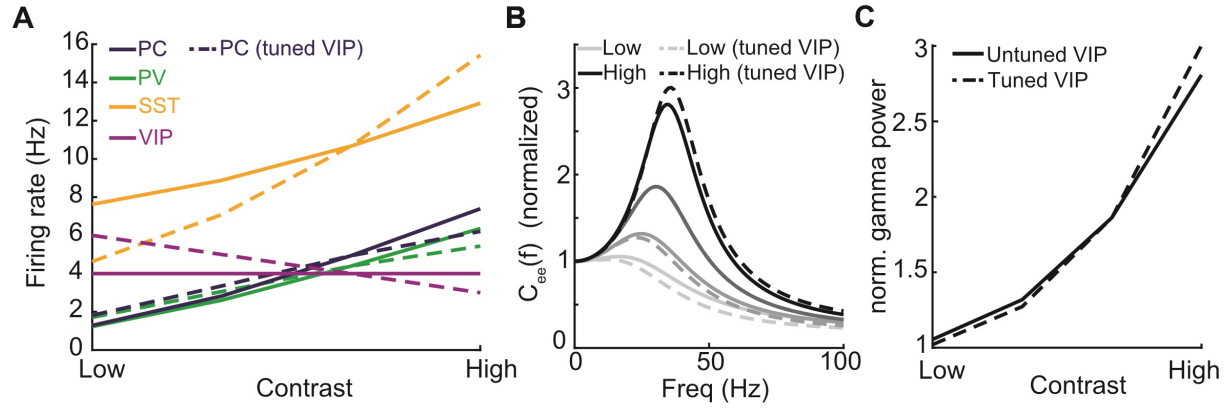 A
Firing rate (Hz)
16
14
12
10
8
6
4
2
0
PC
PC (tuned VIP)
PV
SST
VIP
Low
High
Contrast
B
C_ee(f) (normalized)
3
2
1
0
Low
Low (tuned VIP)
High
High (tuned VIP)
0
50
100
Freq (Hz)
C
norm. gamma power
3
2.5
2
1.5
1
Untuned VIP
Tuned VIP
Low
High
Contrast